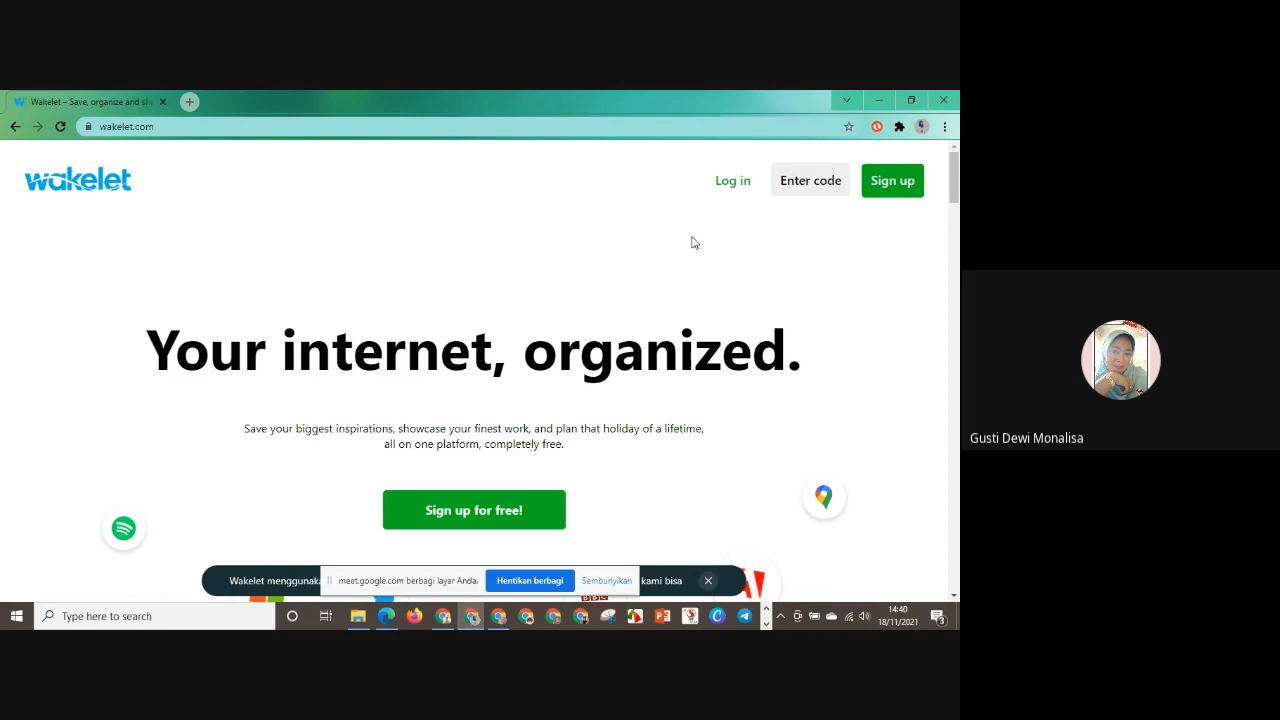 Wakelet – Save, organize and sh
wakelet.com
wakelet
Log in
Enter code
Sign up
Your internet, organized.
Save your biggest inspirations, showcase your finest work, and plan that holiday of a lifetime,
all on one platform, completely free.
Sign up for free!
Wakelet menggunaka
meet.google.com berbagi layar Anda.
Hentikan berbagi
Sembunyikan
kami bisa
Type here to search
14:40
18/11/2021
3
Gusti Dewi Monalisa